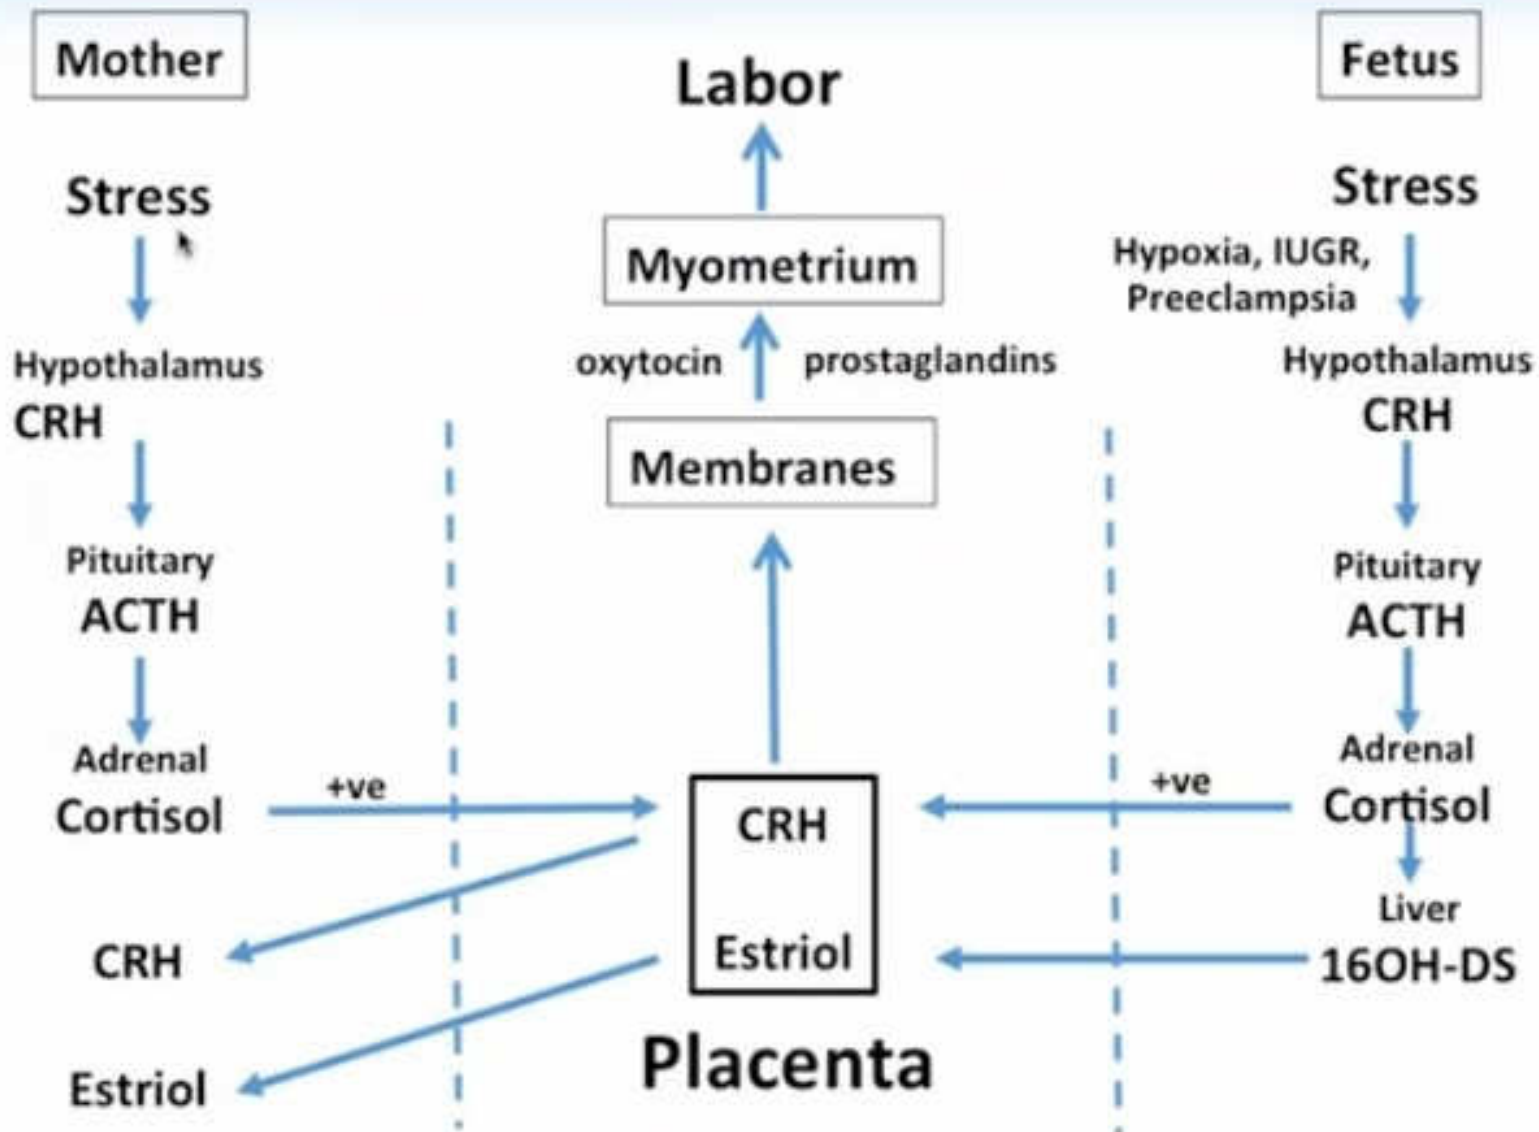 Mother
Stress
Hypothalamus
CRH
Pituitary
ACTH
Adrenal
Cortisol
+ve
CRH
Estriol
Labor
Myometrium
oxytocin
prostaglandins
Membranes
CRH
Estriol
Placenta
Fetus
Stress
Hypoxia, IUGR,
Preeclampsia
Hypothalamus
CRH
Pituitary
ACTH
Adrenal
+ve
Cortisol
Liver
16OH-DS